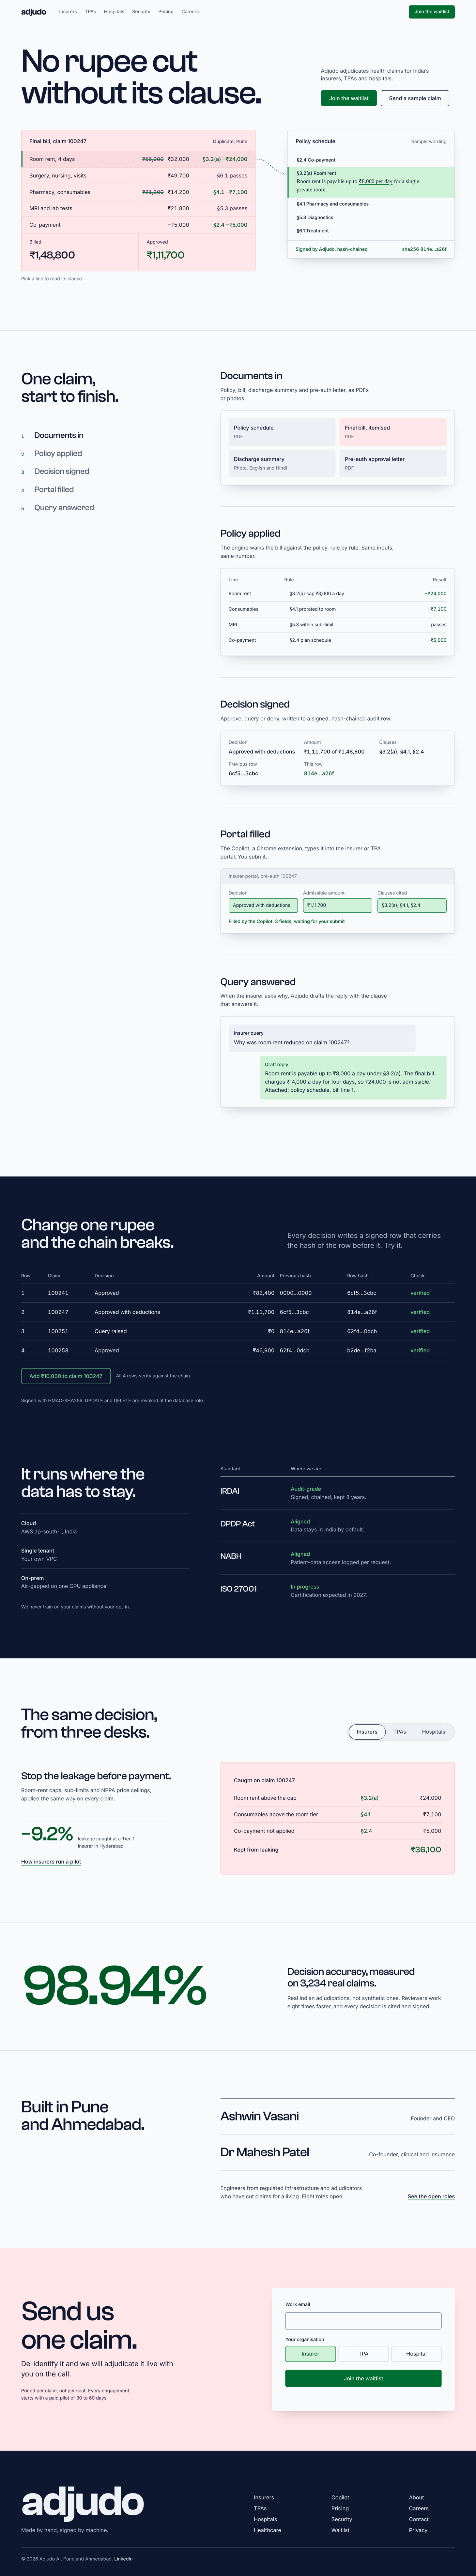 adjudo Insurers TPAs Hospitals Security Pricing Careers Join the waitlist
No rupee cut
without its clause.
Adjudo adjudicates health claims for India's
insurers, TPAs and hospitals.
Join the waitlist Send a sample claim
Final bill, claim 100247 Duplicate, Pune
Room rent, 4 days ₹56,000 ₹32,000 §3.2(a) −₹24,000
Surgery, nursing, visits ₹49,700 §6.1 passes
Pharmacy, consumables ₹21,300 ₹14,200 §4.1 −₹7,100
MRI and lab tests ₹21,800 §5.3 passes
Co-payment −₹5,000 §2.4 −₹5,000
Billed Approved
₹1,48,800 ₹1,11,700
Pick a line to read its clause.
Policy schedule Sample wording
§2.4 Co-payment
§3.2(a) Room rent
Room rent is payable up to ₹8,000 per day for a single
private room.
§4.1 Pharmacy and consumables
§5.3 Diagnostics
§6.1 Treatment
Signed by Adjudo, hash-chained sha256 814e…a26f
One claim,
start to finish.
1 Documents in
2 Policy applied
3 Decision signed
4 Portal filled
5 Query answered
Documents in
Policy, bill, discharge summary and pre-auth letter, as PDFs
or photos.
Policy schedule
PDF
Final bill, itemised
PDF
Discharge summary
Photo, English and Hindi
Pre-auth approval letter
PDF
Policy applied
The engine walks the bill against the policy, rule by rule. Same inputs,
same number.
Line Rule Result
Room rent §3.2(a) cap ₹8,000 a day −₹24,000
Consumables §4.1 prorated to room −₹7,100
MRI §5.3 within sub-limit passes
Co-payment §2.4 plan schedule −₹5,000
Decision signed
Approve, query or deny, written to a signed, hash-chained audit row.
Decision Amount Clauses
Approved with deductions ₹1,11,700 of ₹1,48,800 §3.2(a), §4.1, §2.4
Previous row This row
6cf5…3cbc 814e…a26f
Portal filled
The Copilot, a Chrome extension, types it into the insurer or TPA
portal. You submit.
Insurer portal, pre-auth 100247
Decision Admissible amount Clauses cited
Approved with deductions ₹1,11,700 §3.2(a), §4.1, §2.4
Filled by the Copilot, 3 fields, waiting for your submit
Query answered
When the insurer asks why, Adjudo drafts the reply with the clause
that answers it.
Insurer query
Why was room rent reduced on claim 100247?
Draft reply
Room rent is payable up to ₹8,000 a day under §3.2(a). The final bill
charges ₹14,000 a day for four days, so ₹24,000 is not admissible.
Attached: policy schedule, bill line 1.
Change one rupee
and the chain breaks.
Every decision writes a signed row that carries
the hash of the row before it. Try it.
Row Claim Decision Amount Previous hash Row hash Check
1 100241 Approved ₹82,400 0000…0000 6cf5…3cbc verified
2 100247 Approved with deductions ₹1,11,700 6cf5…3cbc 814e…a26f verified
3 100251 Query raised ₹0 814e…a26f 62f4…0dcb verified
4 100258 Approved ₹46,900 62f4…0dcb b2de…f2ba verified
Add ₹10,000 to claim 100247 All 4 rows verify against the chain.
Signed with HMAC-SHA256. UPDATE and DELETE are revoked at the database role.
It runs where the
data has to stay.
Cloud
AWS ap-south-1, India
Single tenant
Your own VPC
On-prem
Air-gapped on one GPU appliance
We never train on your claims without your opt-in.
Standard Where we are
IRDAI Audit-grade
Signed, chained, kept 8 years.
DPDP Act Aligned
Data stays in India by default.
NABH Aligned
Patient-data access logged per request.
ISO 27001 In progress
Certification expected in 2027.
The same decision,
from three desks.
Insurers TPAs Hospitals
Stop the leakage before payment.
Room-rent caps, sub-limits and NPPA price ceilings,
applied the same way on every claim.
−9.2% leakage caught at a Tier-1
insurer in Hyderabad
How insurers run a pilot
Caught on claim 100247
Room rent above the cap §3.2(a) ₹24,000
Consumables above the room tier §4.1 ₹7,100
Co-payment not applied §2.4 ₹5,000
Kept from leaking ₹36,100
98.94%
Decision accuracy, measured
on 3,234 real claims.
Real Indian adjudications, not synthetic ones. Reviewers work
eight times faster, and every decision is cited and signed.
Built in Pune
and Ahmedabad.
Ashwin Vasani Founder and CEO
Dr Mahesh Patel Co-founder, clinical and insurance
Engineers from regulated infrastructure and adjudicators
who have cut claims for a living. Eight roles open.
See the open roles
Send us
one claim.
De-identify it and we will adjudicate it live with
you on the call.
Priced per claim, not per seat. Every engagement
starts with a paid pilot of 30 to 60 days.
Work email
Your organisation
Insurer TPA Hospital
Join the waitlist
adjudo
Made by hand, signed by machine.
Insurers Copilot About
TPAs Pricing Careers
Hospitals Security Contact
Healthcare Waitlist Privacy
© 2026 Adjudo AI, Pune and Ahmedabad. LinkedIn